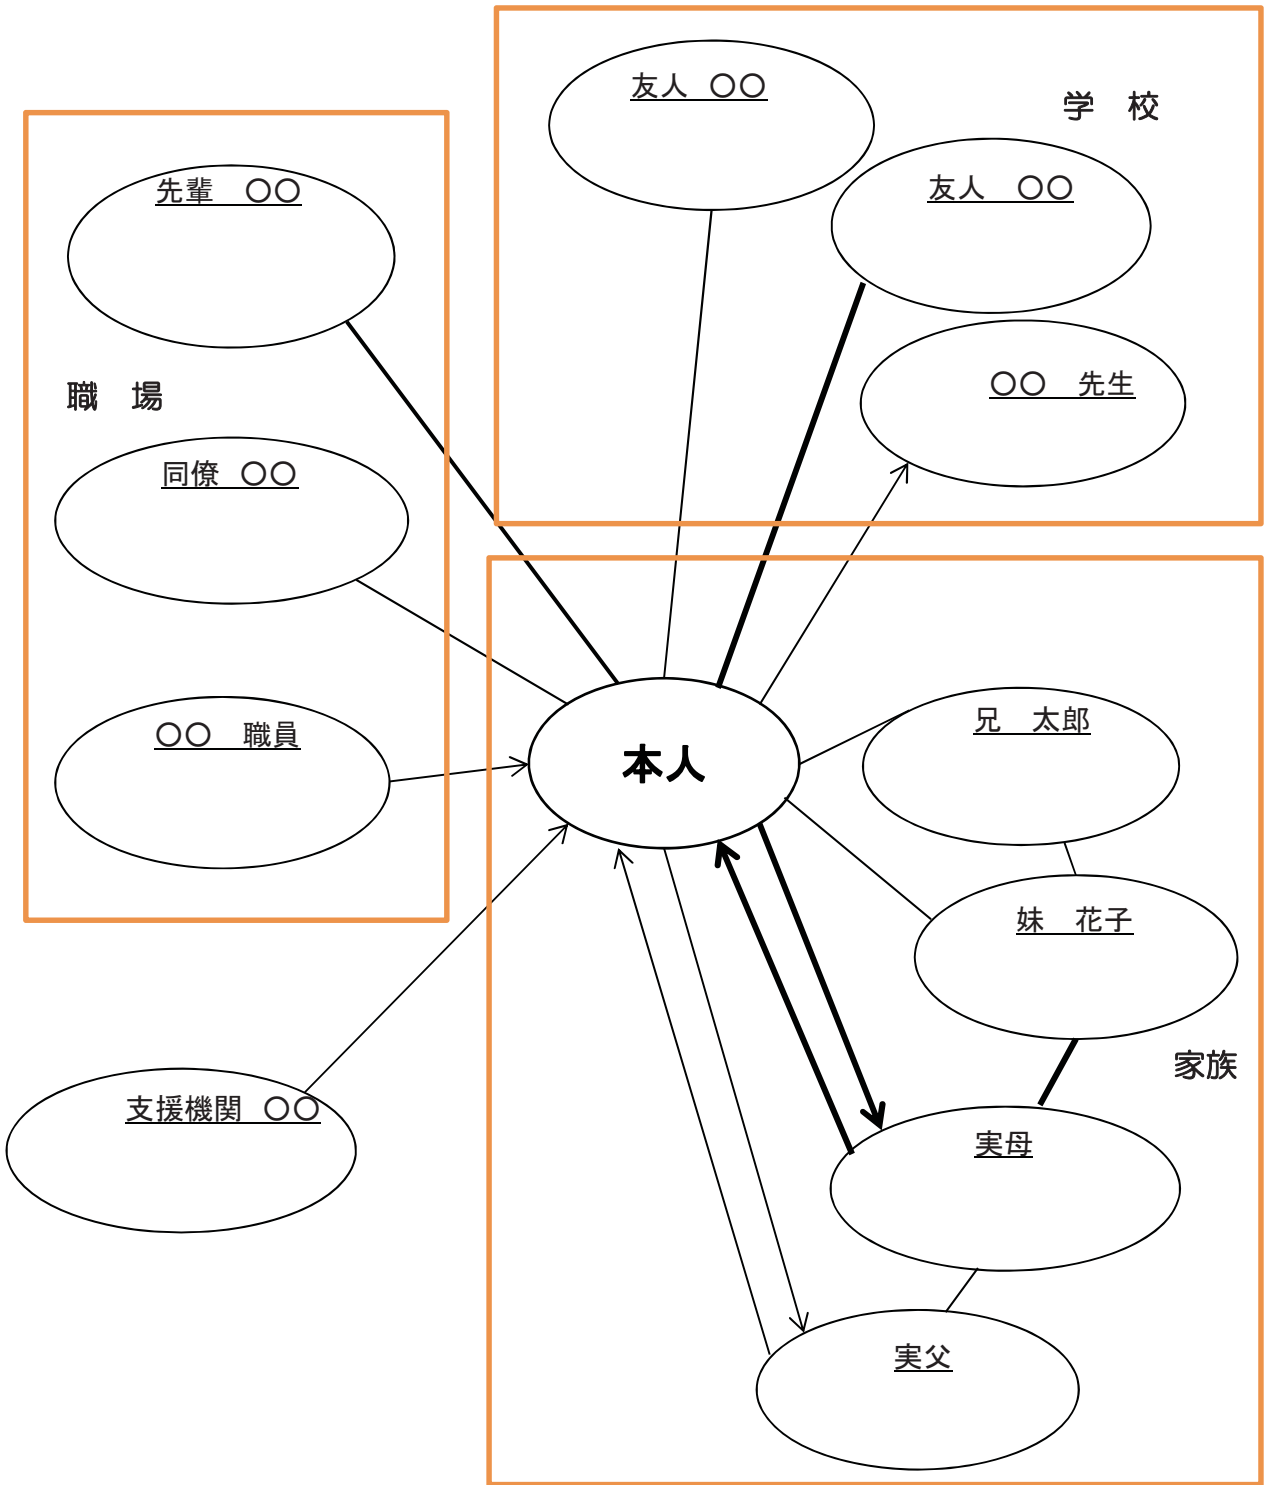 友人　〇〇
学　校
友人　〇〇
〇〇　先生
先輩　〇〇
職　場
同僚　〇〇
〇〇　職員
本人
兄　太郎
妹　花子
家族
支援機関　〇〇
実母
実父